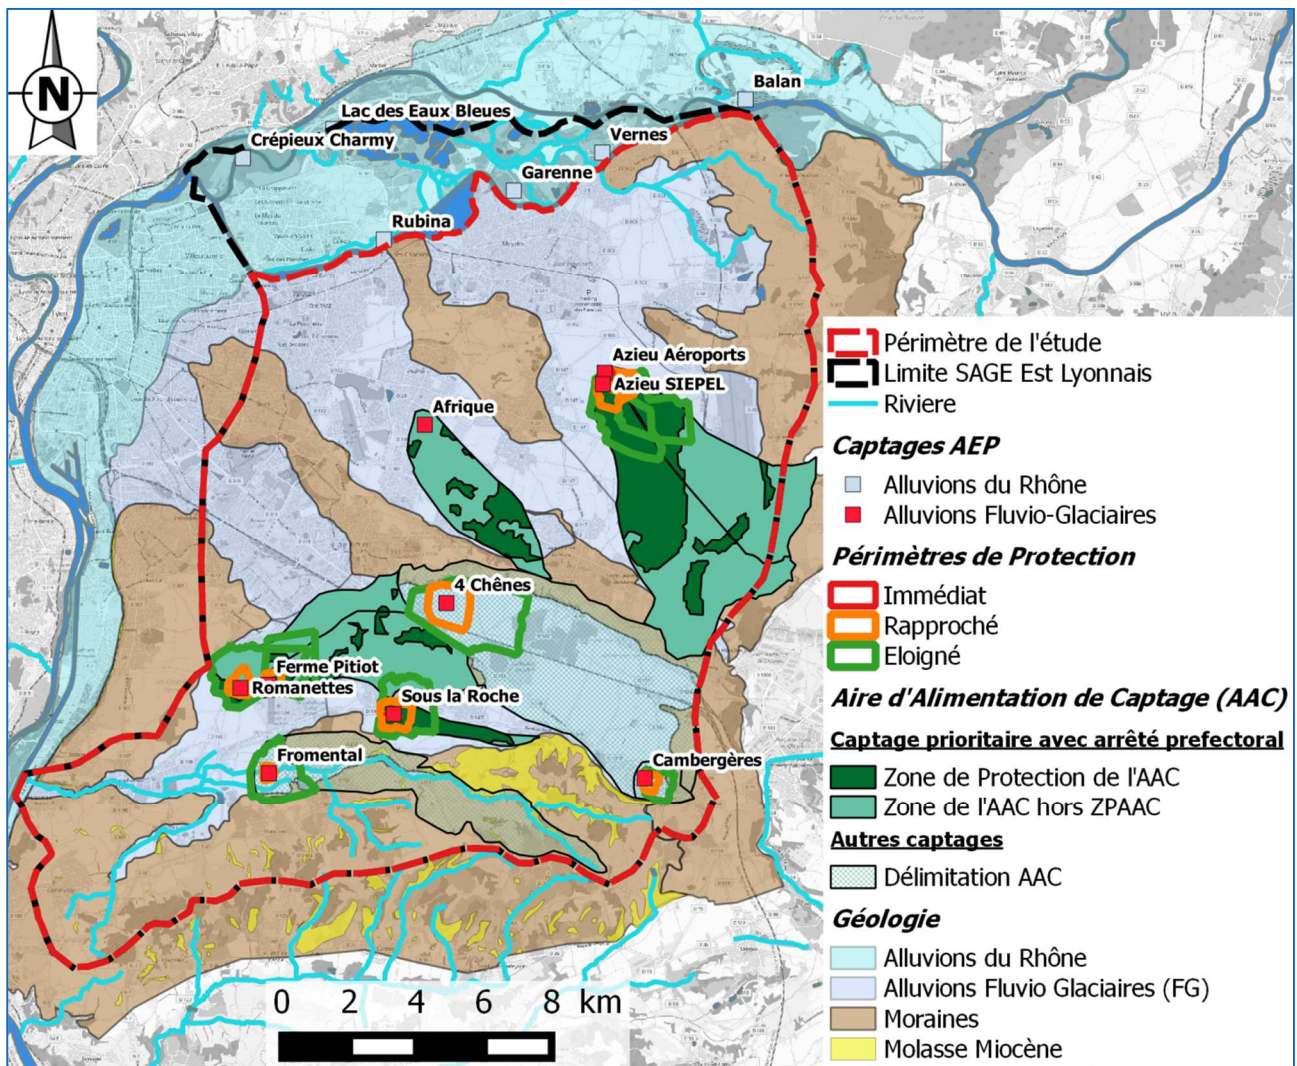 N
Balan
Lac des Eaux Bleues
Crépieux Charmy
Vernes
Garenne
Rubina
Azieu Aéroports
Azieu SIEPEL
Afrique
4 Chênes
Ferme Pitiot
Romanettes
Sous la Roche
Fromental
Cambergères
0 2 4 6 8 km
Périmètre de l'étude
Limite SAGE Est Lyonnais
Riviere
Captages AEP
Alluvions du Rhône
Alluvions Fluvio-Glaciaires
Périmètres de Protection
Immédiat
Rapproché
Eloigné
Aire d'Alimentation de Captage (AAC)
Captage prioritaire avec arrêté prefectoral
Zone de Protection de l'AAC
Zone de l'AAC hors ZPAAC
Autres captages
Délimitation AAC
Géologie
Alluvions du Rhône
Alluvions Fluvio Glaciaires (FG)
Moraines
Molasse Miocène